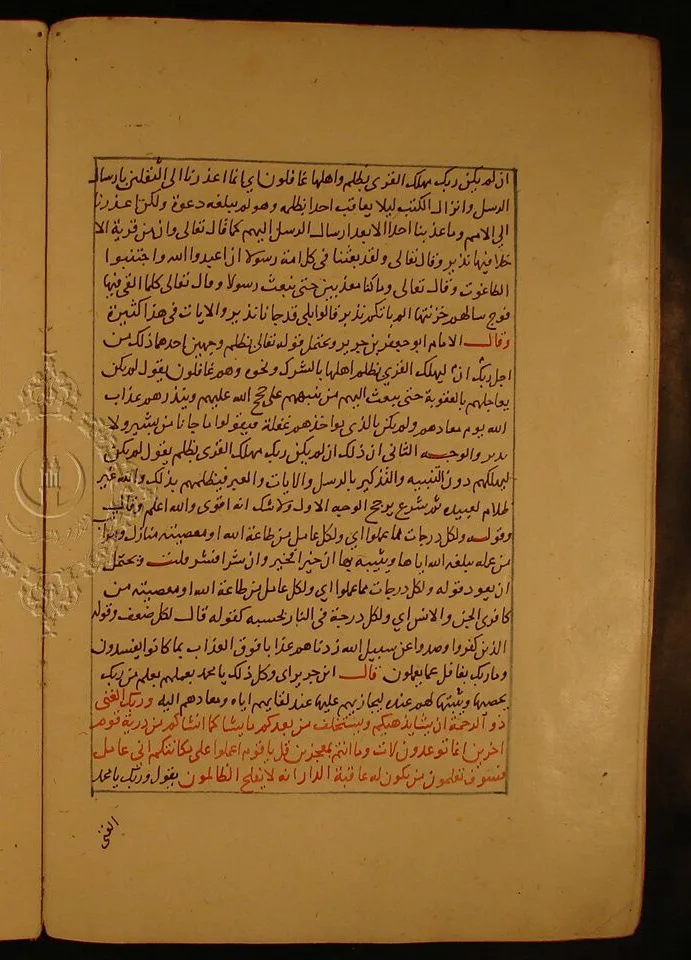 ان لم يكن ربك مهلك القرى بظلم واهلها غافلون اي انما اعذرنا الى الثقلين بارسال
الرسل وانزال الكتب ليلا يعاقب احدا بظلمه وهو لم يبلغه دعوة ولكن اعذرنا
الى الامم وما عذبنا احدا الا بعد ارسال الرسل اليهم كما قال تعالى وان من قرية الا
خلا فيها نذير وقال تعالى ولقد بعثنا في كل امة رسولا ان اعبدوا الله واجتنبوا
الطاغوت وقال تعالى وما كنا معذبين حتى نبعث رسولا وقال تعالى كلما القي فيها
فوج سالهم خزنتها الم ياتكم نذير قالوا بلى قد جانا نذير والايات في هذا كثيرة
وقال الامام ابو جعفر بن جرير ويحتمل قوله تعالى بظلم وجهين احدهما ذلك من
اجل ربك ان ليهلك القرى بظلم اهلها بالشرك ونحوه وهم غافلون يقول لم يكن
يعاجلهم بالعقوبة حتى يبعث اليهم من ينبههم على حجج الله عليهم وينذرهم عذاب
الله يوم معادهم ولم يكن بالذي يواخذهم غفلة فيقولوا ما جانا من بشير ولا
نذير والوجه الثاني ان ذلك ان لم يكن ربك مهلك القرى بظلم يقول لم يكن
ليهلكهم دون التنبيه والتذكير بالرسل والايات والعبر فيظلمهم بذلك والله غير
ظلام لعبيده ثم شرع يرجح الوجه الاول ولا شك انه اقوى والله اعلم وقال
وقوله ولكل درجات مما عملوا اي ولكل عامل من طاعة الله او معصيته منازل ومراتب
من عمله يبلغه الله اياها ويثيبه بها ان خيرا فخير وان شرا فشر قلت ويحتمل
ان يعود قوله ولكل درجات مما عملوا اي ولكل عامل من طاعة الله او معصيته من
كافري الجن والانس اي ولكل درجة في النار بحسبه كقوله قال لكل ضعف وقوله
الذين كفروا وصدوا عن سبيل الله زدناهم عذابا فوق العذاب بما كانوا يفسدون
وما ربك بغافل عما يعملون قال ابن جرير اي وكل ذلك يا محمد بعملهم بعلم من ربك
يحصيها ويثبتها لهم عنده ليجازيهم عليها عند لقايهم اياه ومعادهم اليه وربك الغني
ذو الرحمة ان يشا يذهبكم ويستخلف من بعدكم ما يشا كما انشاكم من ذرية قوم
اخرين انما توعدون لات وما انتم بمعجزين قل يا قوم اعملوا على مكانتكم اني عامل
فسوف تعلمون من يكون له عاقبة الدار انه لا يفلح الظالمون يقول وربك يا محمد
الغني